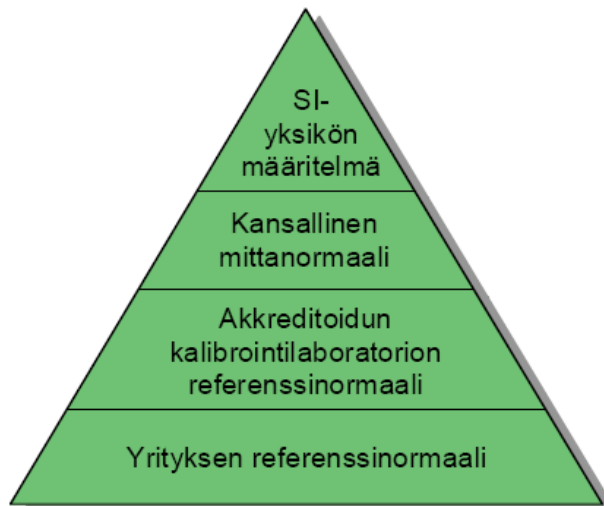 SI-
yksikön
määritelmä
Kansallinen
mittanormaali
Akkreditoidun
kalibrointilaboratorion
referenssinormaali
Yrityksen referenssinormaali